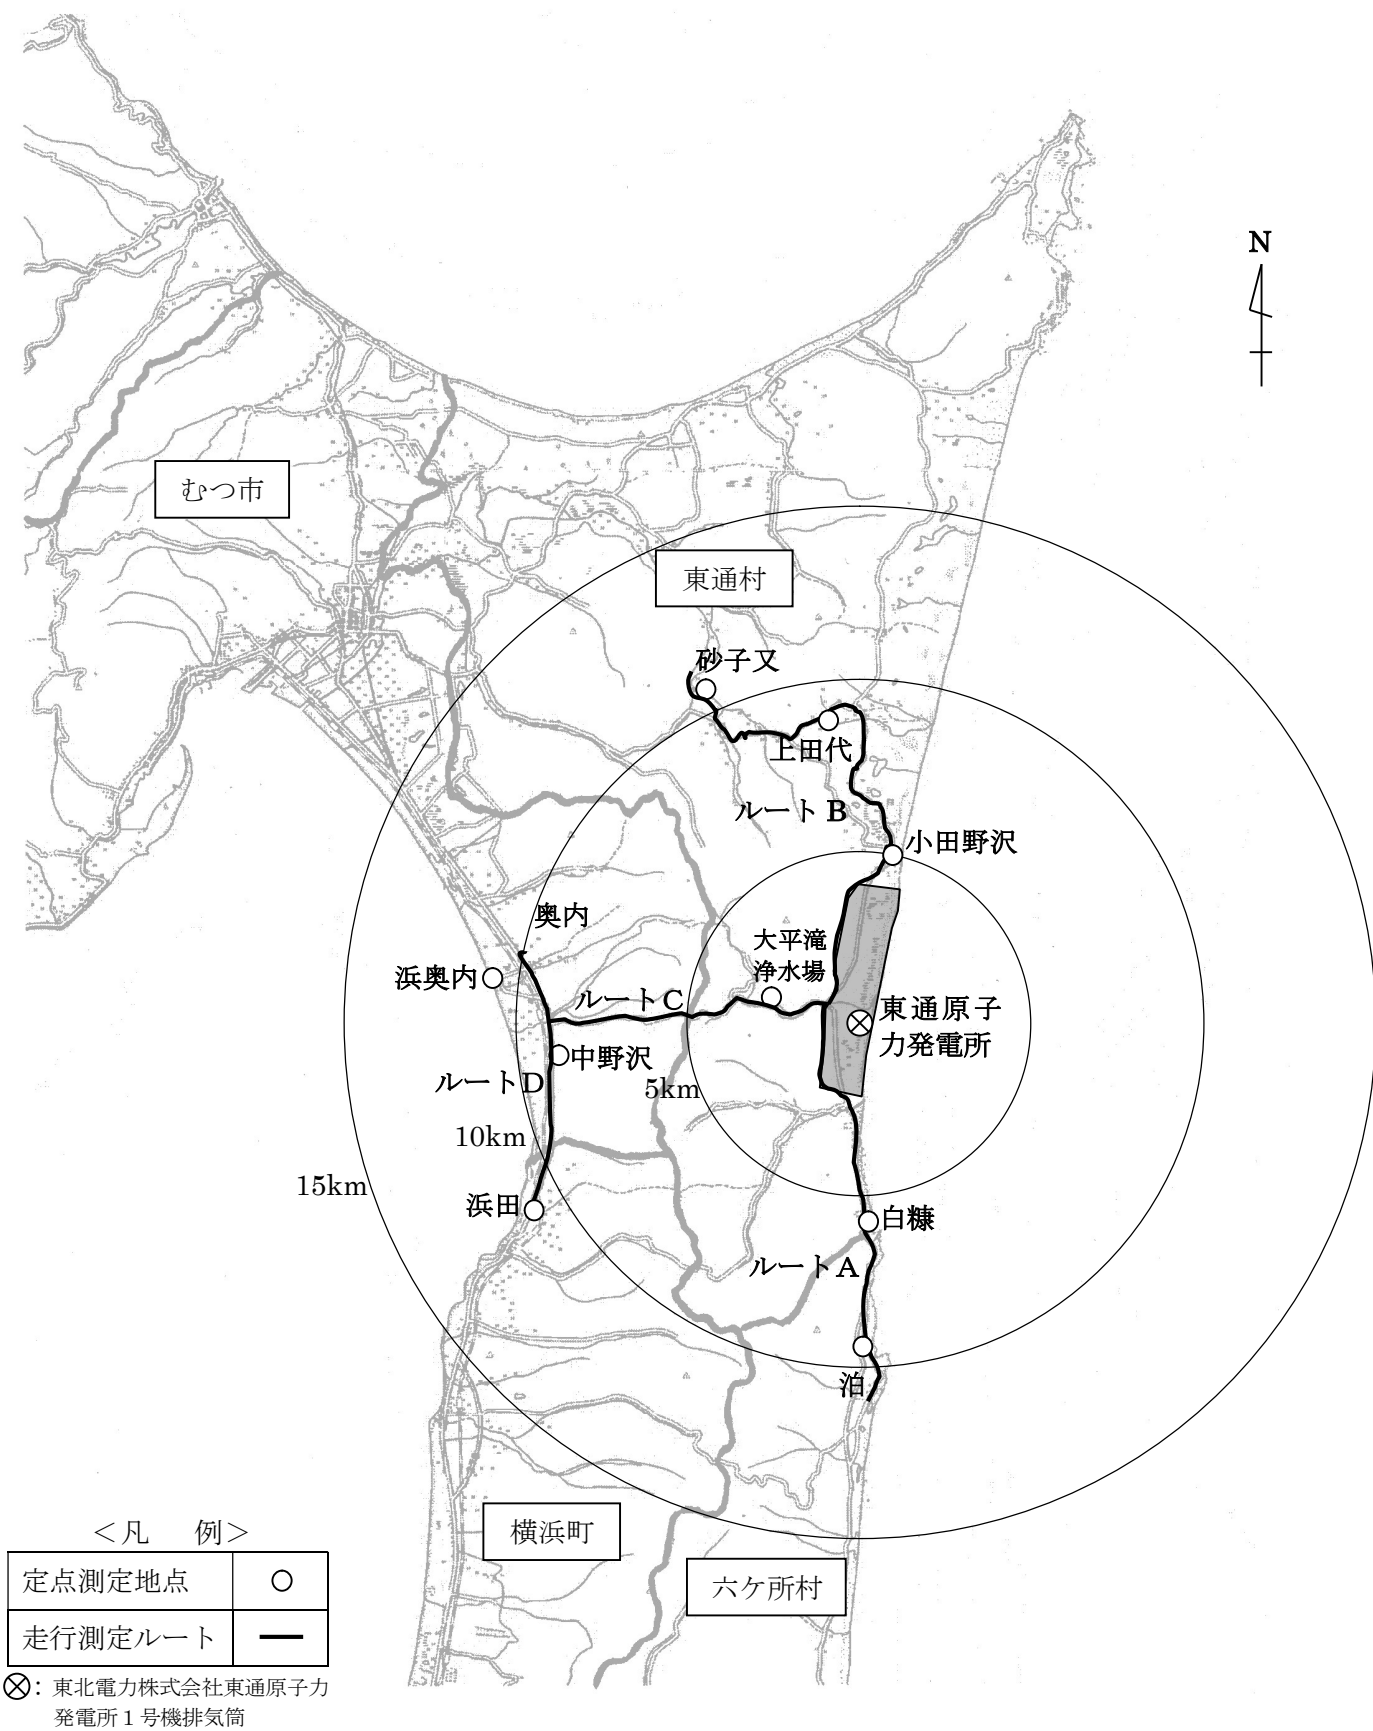 N
むつ市
東通村
砂子又
上田代
ルートB
小田野沢
奥内
大平滝
浄水場
浜奥内
ルートC
東通原子
力発電所
中野沢
ルートD
5km
10km
15km
浜田
白糠
ルートA
泊
横浜町
六ケ所村
＜凡　例＞
定点測定地点 ○
走行測定ルート
⊗：東北電力株式会社東通原子力
発電所１号機排気筒